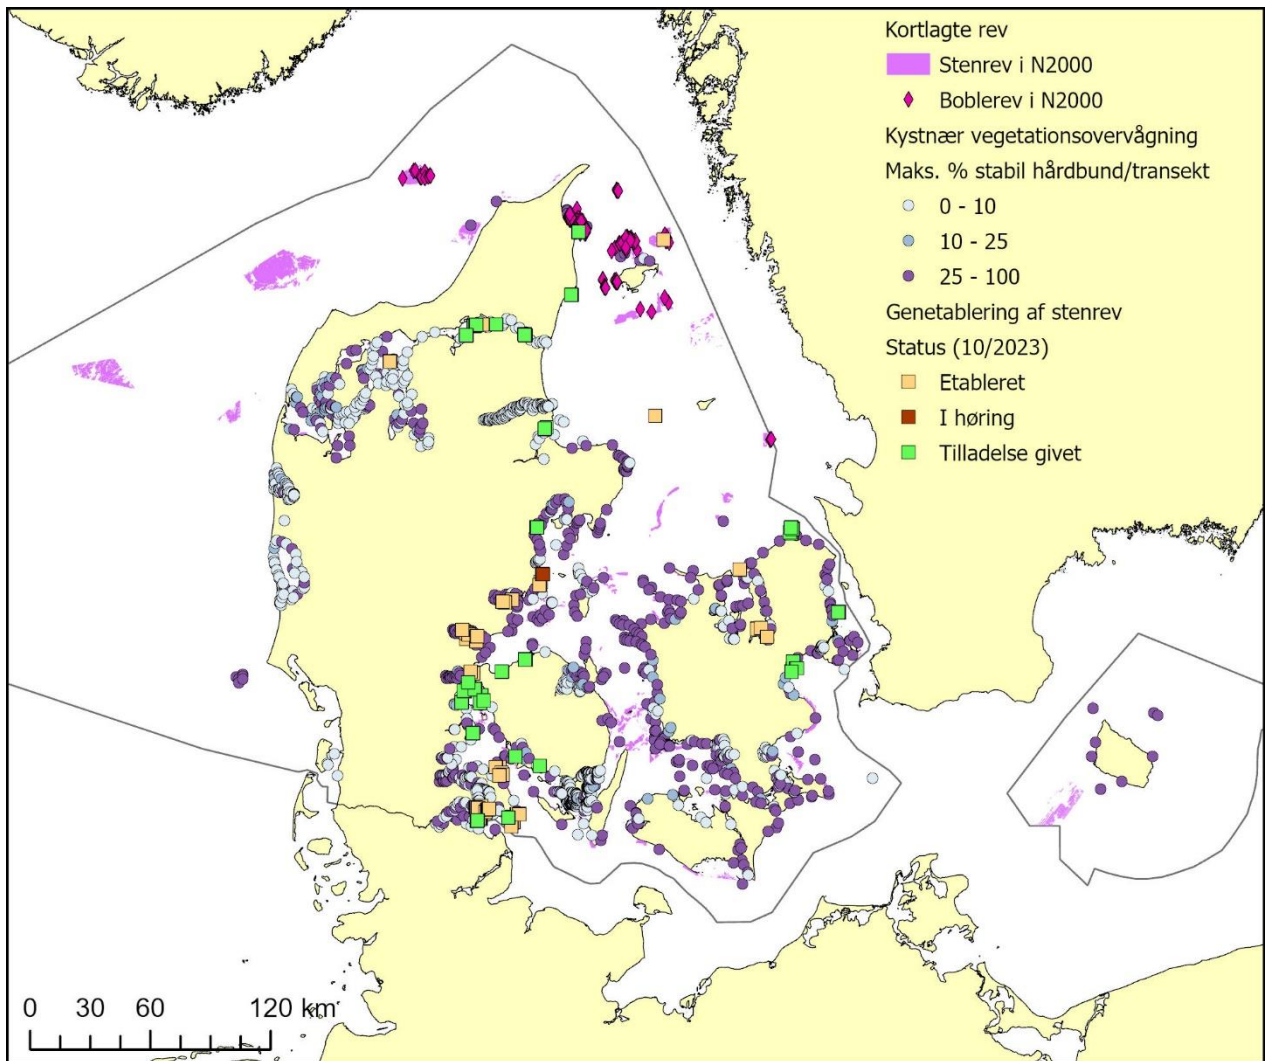 Kortlagte rev
Stenrev i N2000
Boblerev i N2000
Kystnær vegetationsovervågning
Maks. % stabil hårdbund/transekt
0 - 10
10 - 25
25 - 100
Genetablering af stenrev
Status (10/2023)
Etableret
I høring
Tilladelse givet
0 30 60 120 km